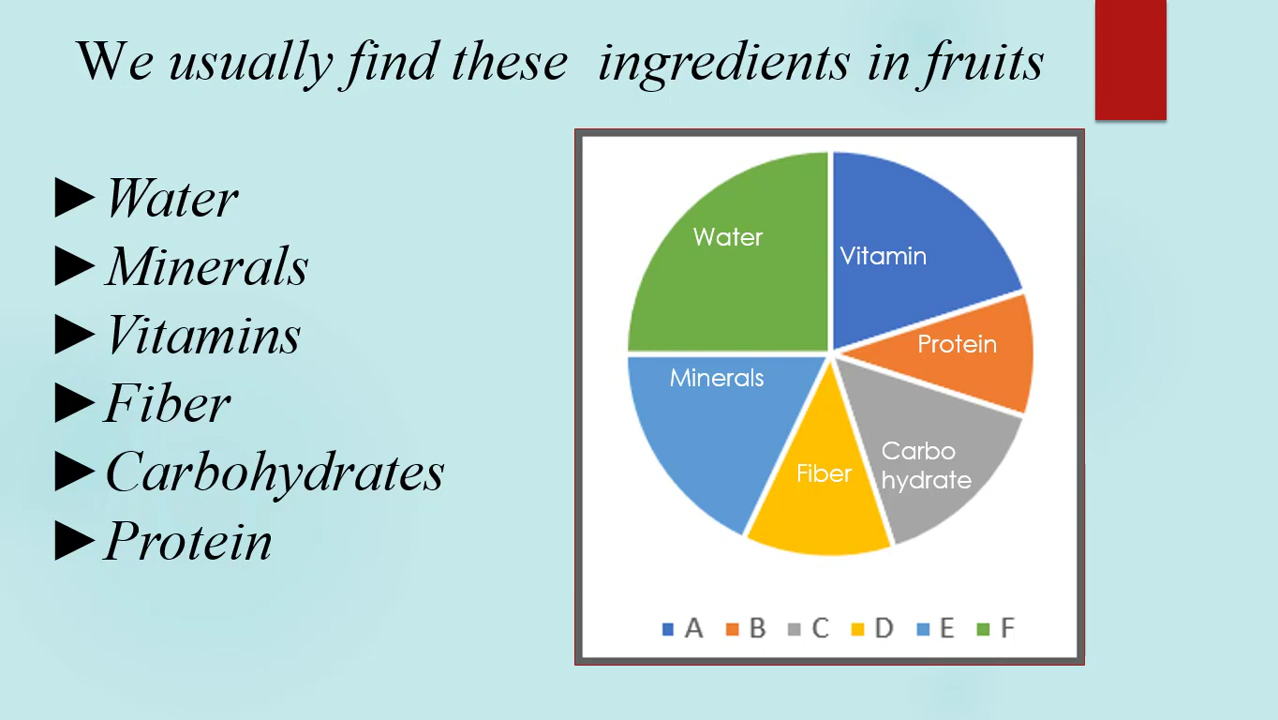 We usually find these ingredients in fruits
►Water
►Minerals
►Vitamins
►Fiber
►Carbohydrates
►Protein
Water
Vitamin
Protein
Minerals
Carbo
hydrate
Fiber
A B C D E F